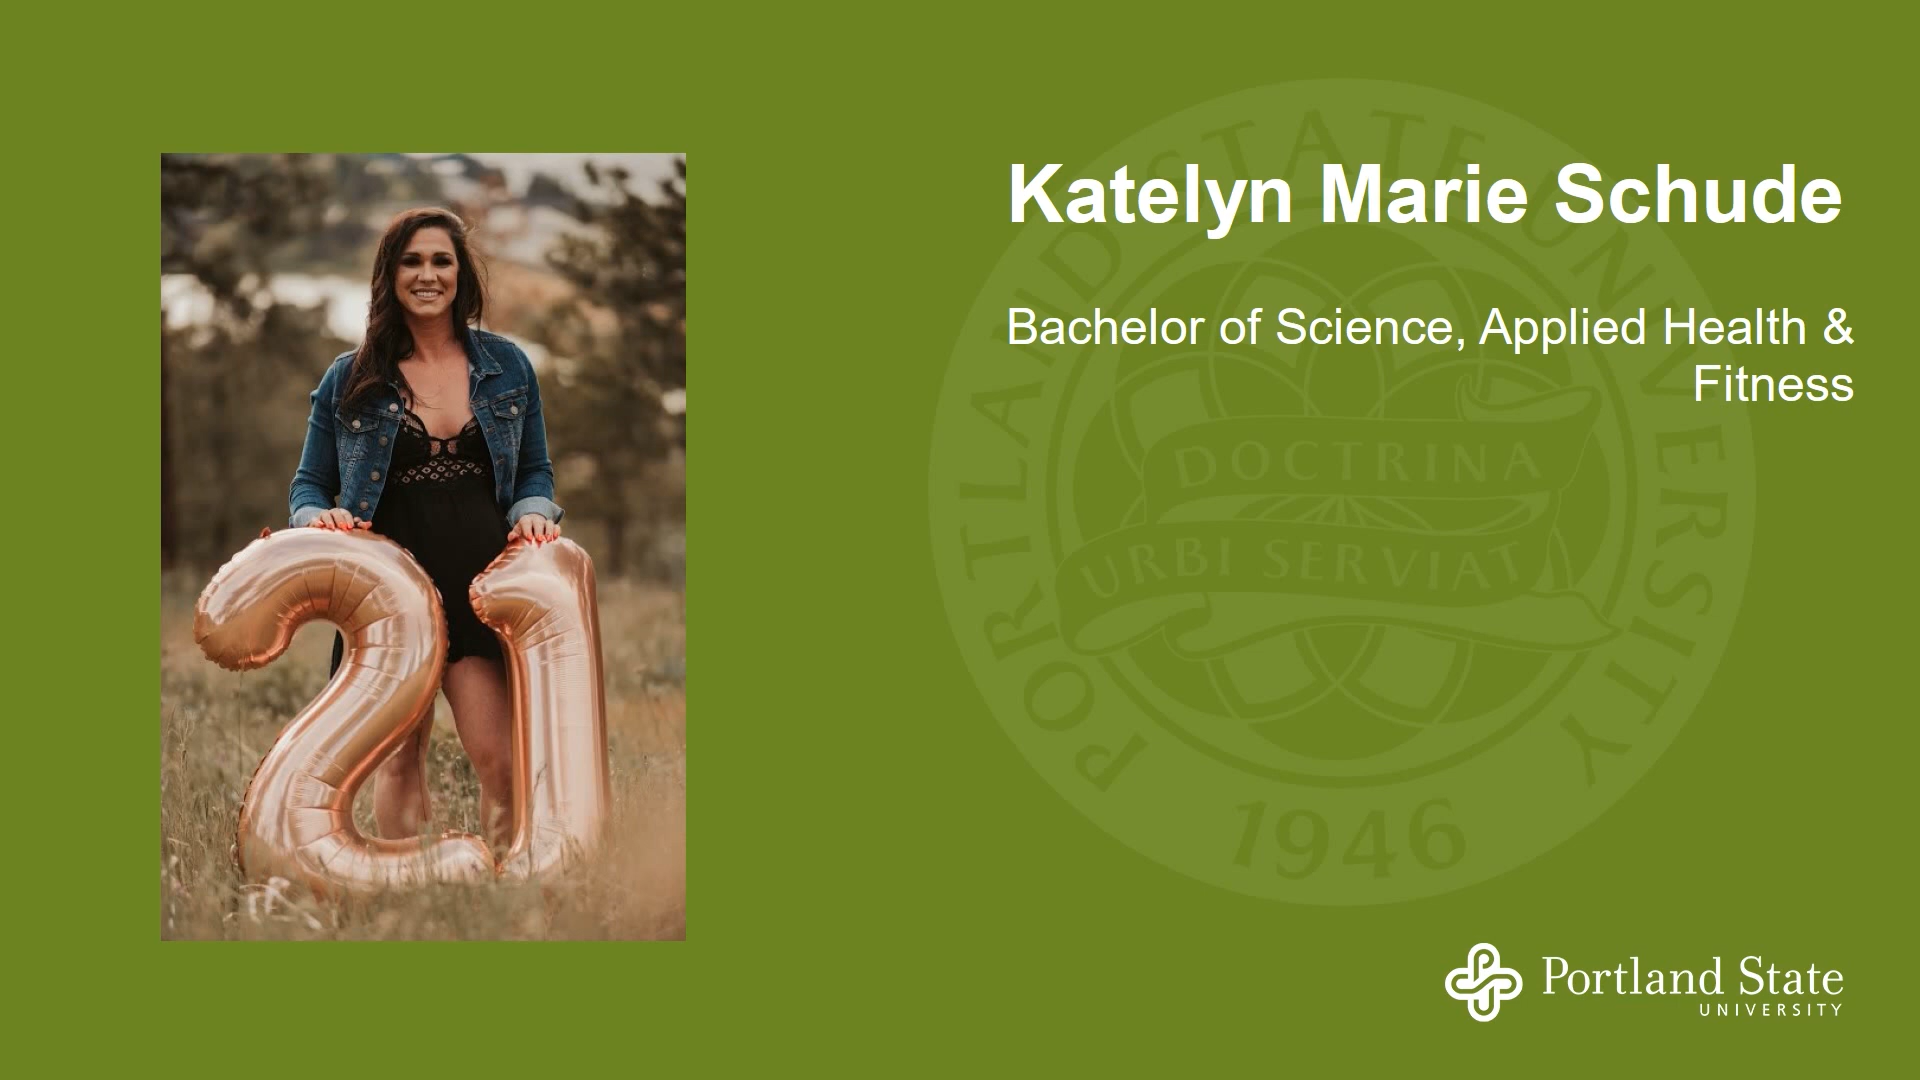 Katelyn Marie Schude
Bachelor of Science, Applied Health &
Fitness
PORTLAND STATE UNIVERSITY
DOCTRINA
URBI SERVIAT
1946
21
Portland State
UNIVERSITY